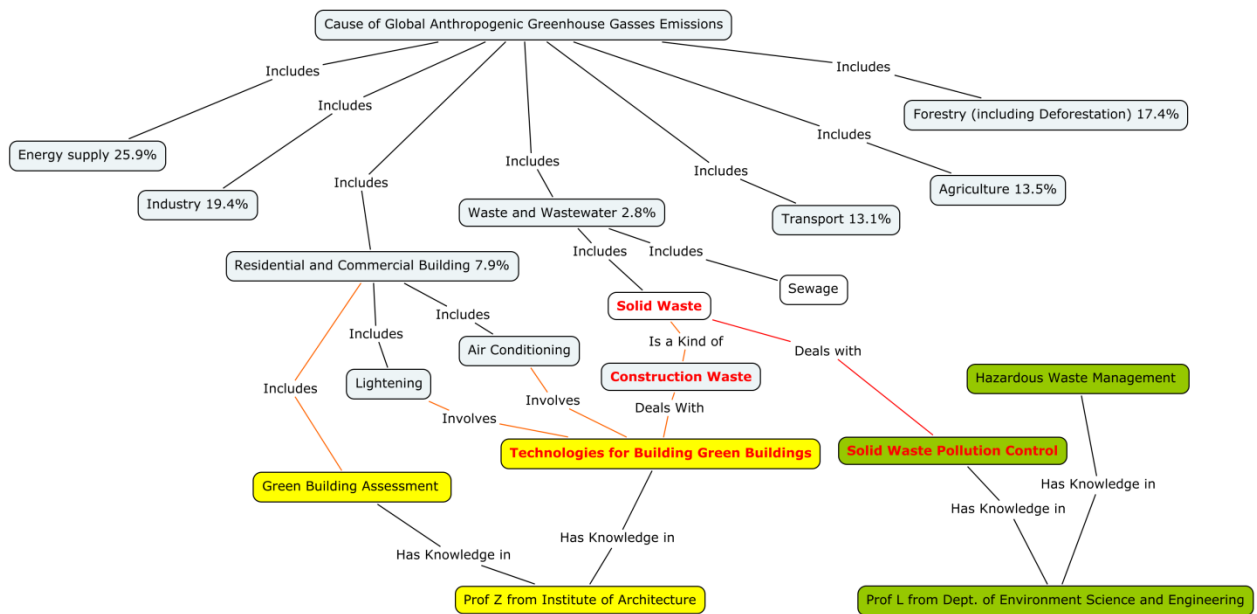 Cause of Global Anthropogenic Greenhouse Gasses Emissions
Includes
Includes
Includes
Forestry (including Deforestation) 17.4%
Includes
Energy supply 25.9%
Includes
Includes
Includes
Agriculture 13.5%
Industry 19.4%
Waste and Wastewater 2.8%
Transport 13.1%
Includes
Includes
Residential and Commercial Building 7.9%
Sewage
Solid Waste
Includes
Includes
Is a Kind of
Air Conditioning
Deals with
Construction Waste
Hazardous Waste Management
Lightening
Includes
Involves
Deals With
Involves
Technologies for Building Green Buildings
Solid Waste Pollution Control
Green Building Assessment
Has Knowledge in
Has Knowledge in
Has Knowledge in
Has Knowledge in
Prof Z from Institute of Architecture
Prof L from Dept. of Environment Science and Engineering